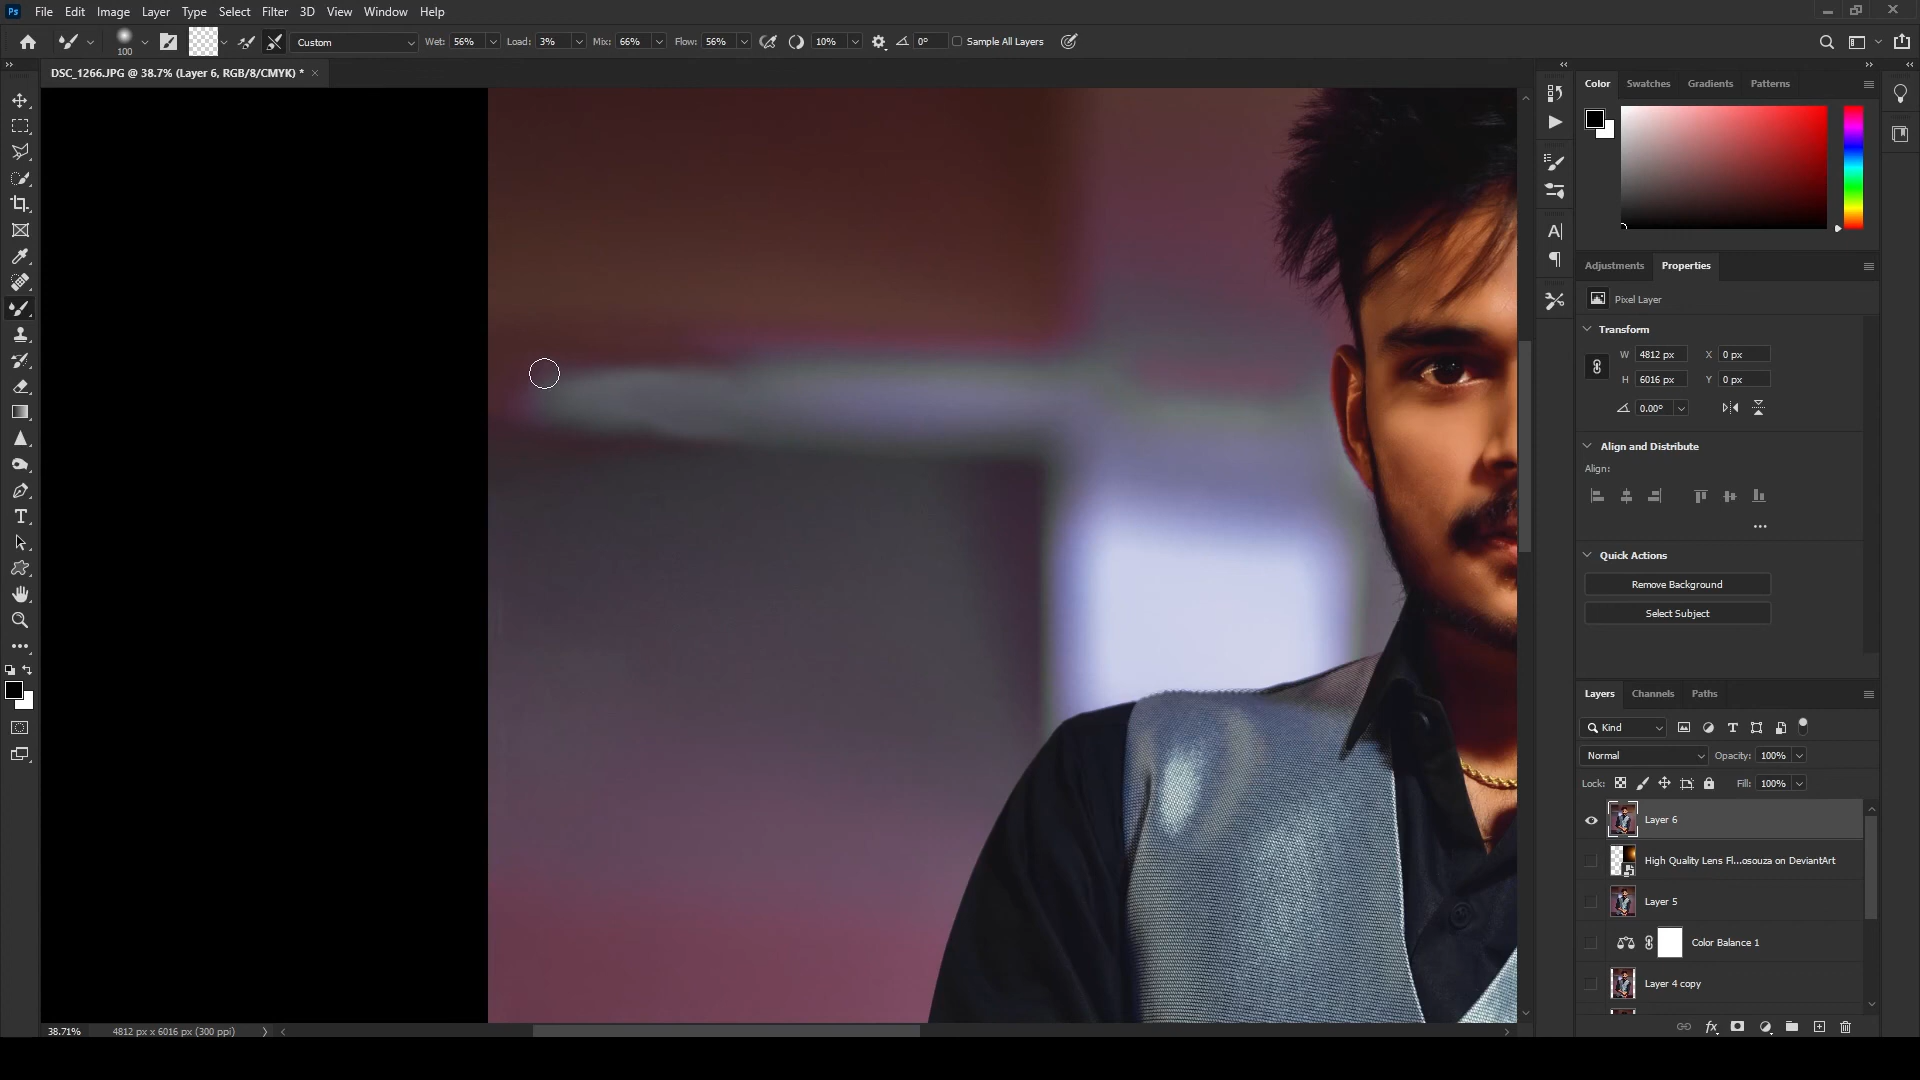 Ps File Edit Image Layer Type Select Filter 3D View Window Help
100 Custom Wet: 56% Load: 3% Mix: 66% Flow: 56% 10% 0° Sample All Layers
DSC_1266.JPG @ 38.7% (Layer 6, RGB/8/CMYK) * ×
Color Swatches Gradients Patterns
Adjustments Properties
Pixel Layer
Transform
W 4812 px X 0 px
H 6016 px Y 0 px
0.00°
Align and Distribute
Align:
Quick Actions
Remove Background
Select Subject
Layers Channels Paths
Kind
Normal Opacity: 100%
Lock: Fill: 100%
Layer 6
High Quality Lens Fl...osouza on DeviantArt
Layer 5
Color Balance 1
Layer 4 copy
fx
38.71% 4812 px x 6016 px (300 ppi)